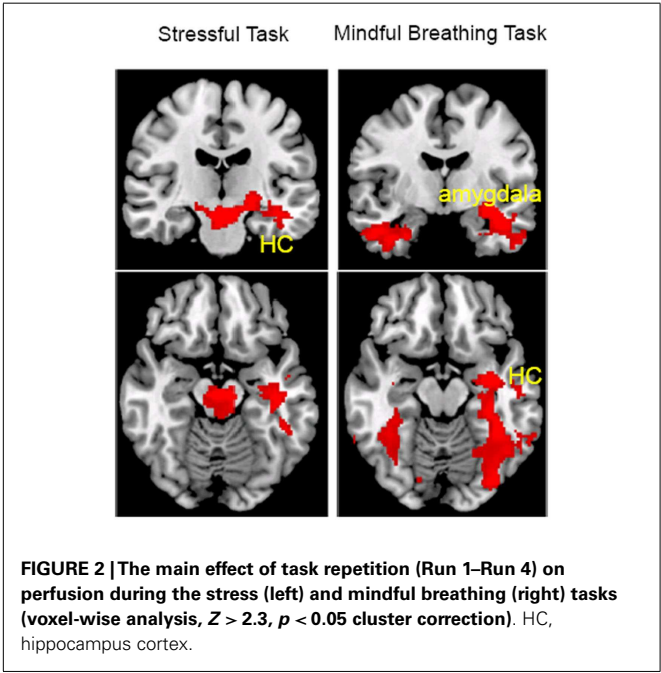 Stressful Task
Mindful Breathing Task
amygdala
HC
HC
FIGURE 2 | The main effect of task repetition (Run 1–Run 4) on
perfusion during the stress (left) and mindful breathing (right) tasks
(voxel-wise analysis, Z > 2.3, p < 0.05 cluster correction). HC,
hippocampus cortex.